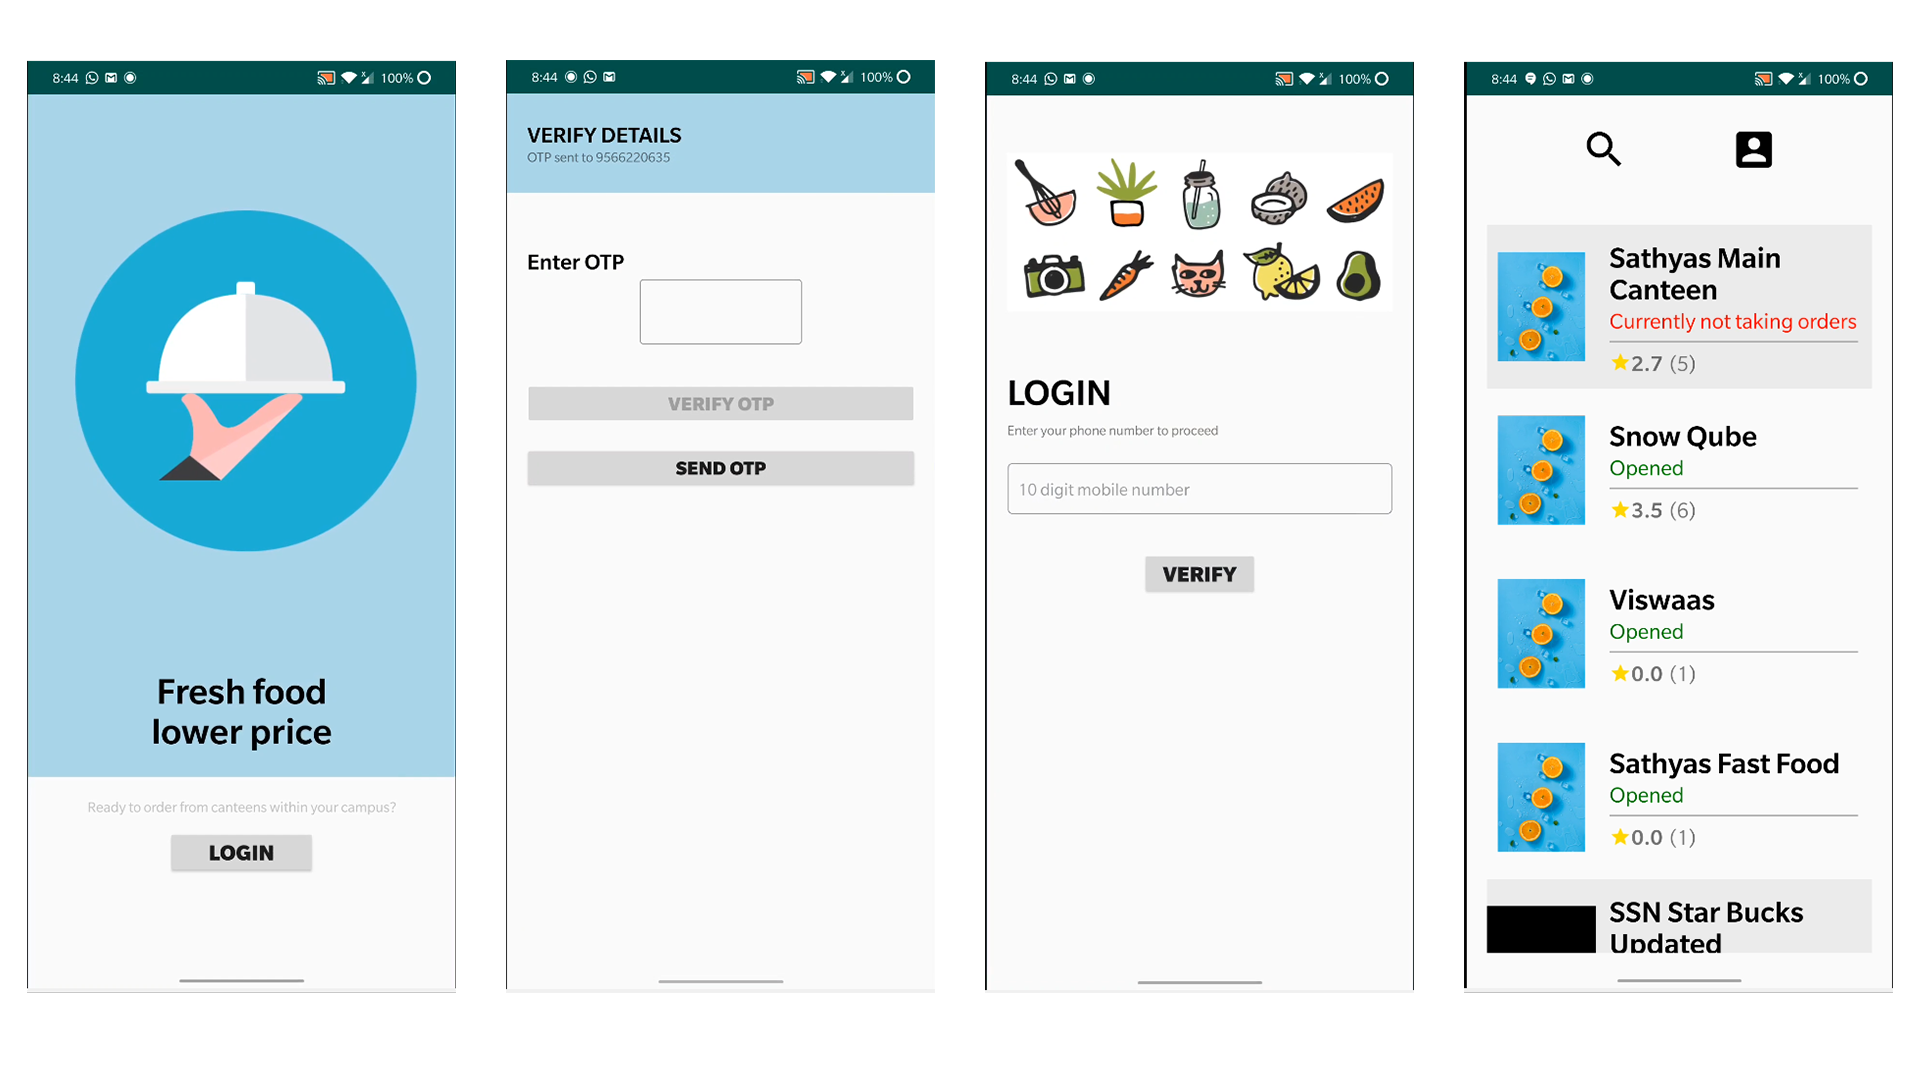 8:44 100%
Fresh food
lower price
Ready to order from canteens within your campus?
LOGIN
8:44 100%
VERIFY DETAILS
OTP sent to 9566220635
Enter OTP
VERIFY OTP
SEND OTP
8:44 100%
LOGIN
Enter your phone number to proceed
10 digit mobile number
VERIFY
8:44 100%
Sathyas Main
Canteen
Currently not taking orders
2.7 (5)
Snow Qube
Opened
3.5 (6)
Viswaas
Opened
0.0 (1)
Sathyas Fast Food
Opened
0.0 (1)
SSN Star Bucks
Updated